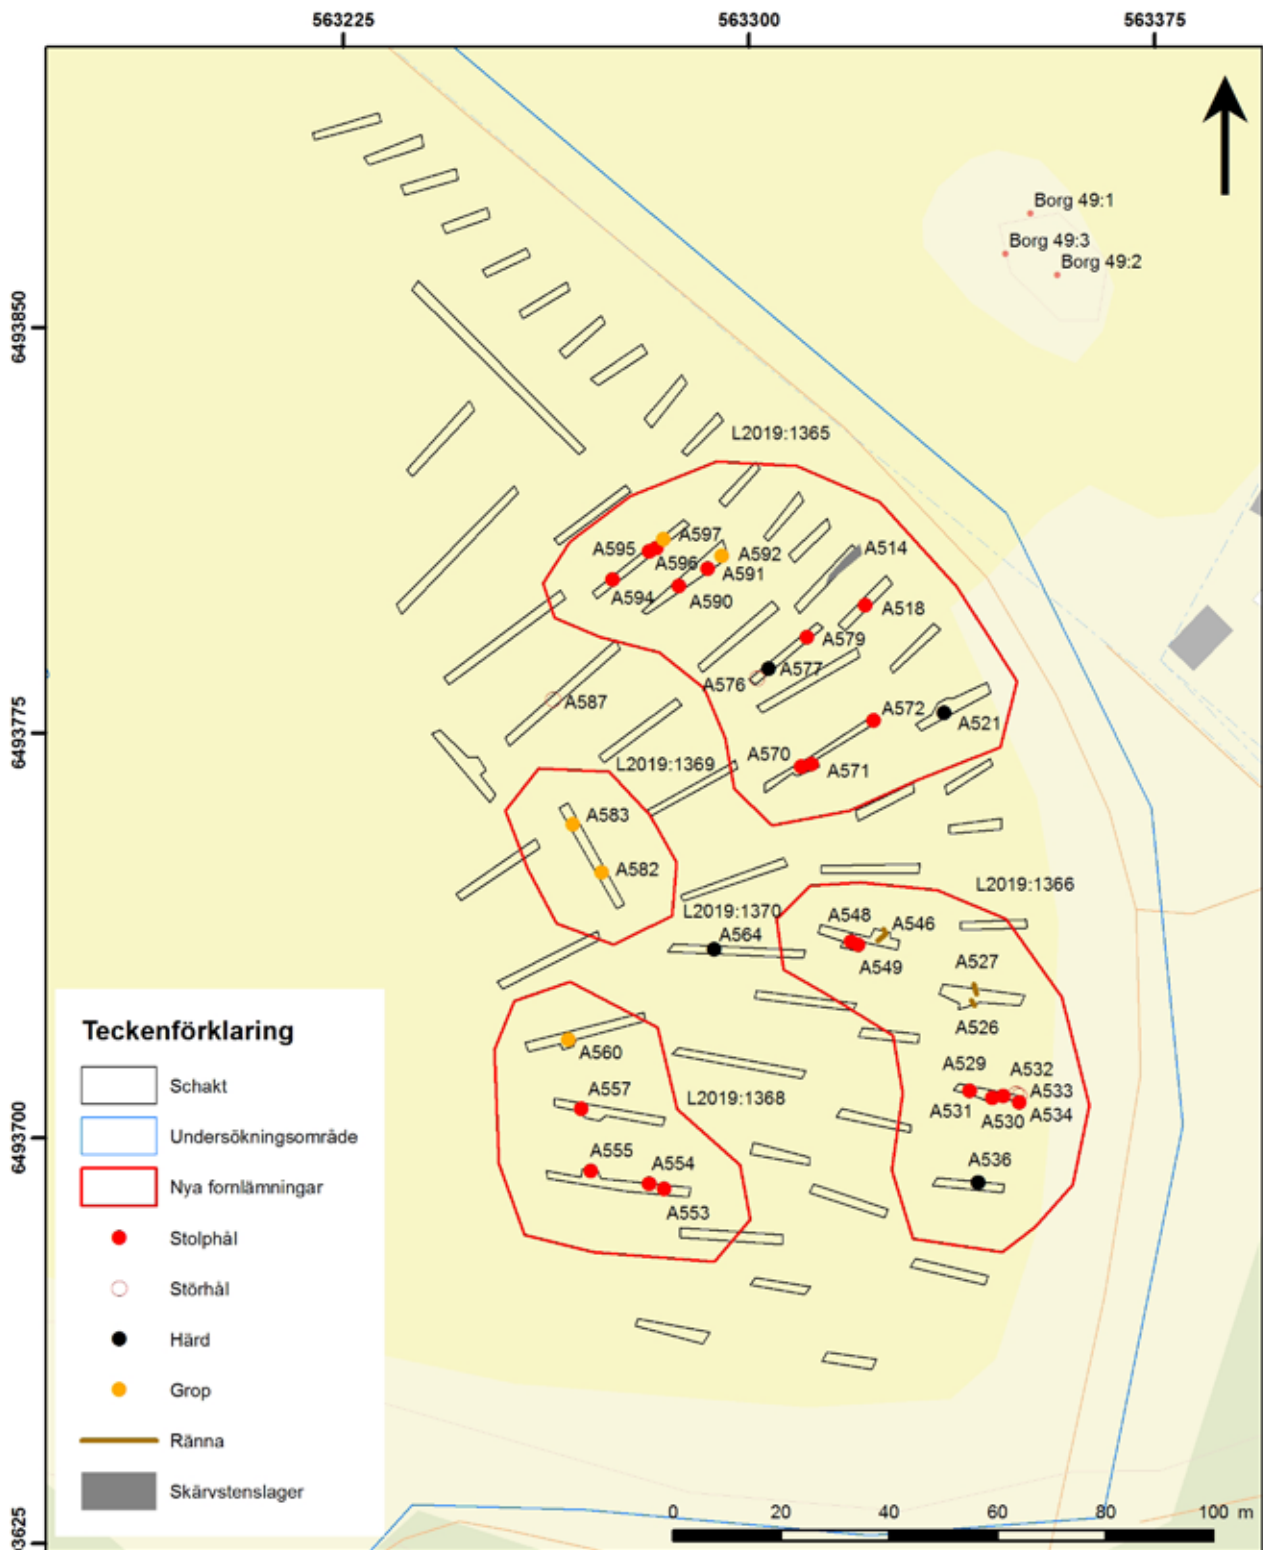 563225
563300
563375
6493850
6493775
6493700
3625
Borg 49:1
Borg 49:3
Borg 49:2
L2019:1365
A597
A595
A592
A596
A591
A594
A590
A514
A518
A579
A577
A576
A587
A572
A521
A570
A571
L2019:1369
A583
A582
L2019:1366
L2019:1370
A564
A548
A546
A549
A527
A526
A560
A557
L2019:1368
A529
A532
A533
A531
A534
A530
A555
A554
A553
A536
Teckenförklaring
Schakt
Undersökningsområde
Nya fornlämningar
Stolphål
Störhål
Härd
Grop
Ränna
Skärvstenslager
0 20 40 60 80 100 m